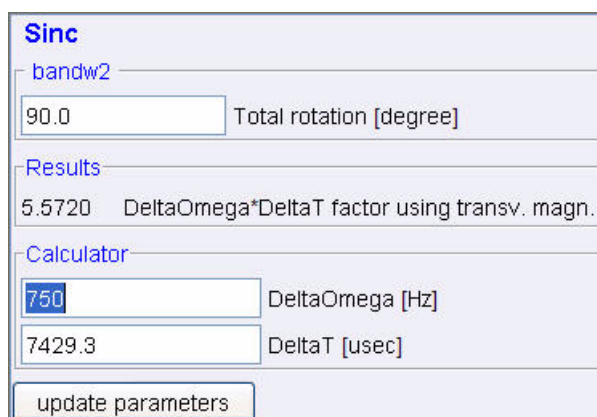 Sinc
bandw2
90.0 Total rotation [degree]
Results
5.5720 DeltaOmega*DeltaT factor using transv. magn.
Calculator
750 DeltaOmega [Hz]
7429.3 DeltaT [usec]
update parameters